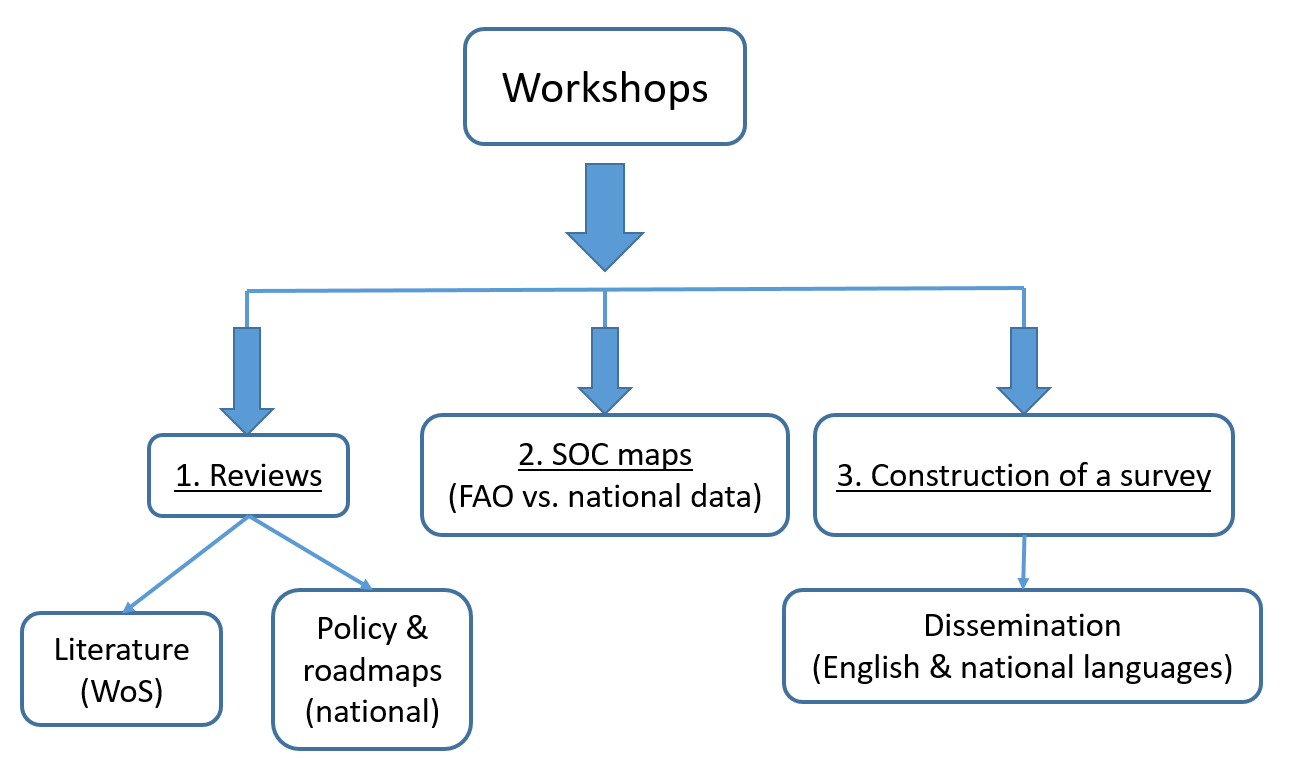 Workshops
1. Reviews
2. SOC maps
(FAO vs. national data)
3. Construction of a survey
Literature
(WoS)
Policy &
roadmaps
(national)
Dissemination
(English & national languages)